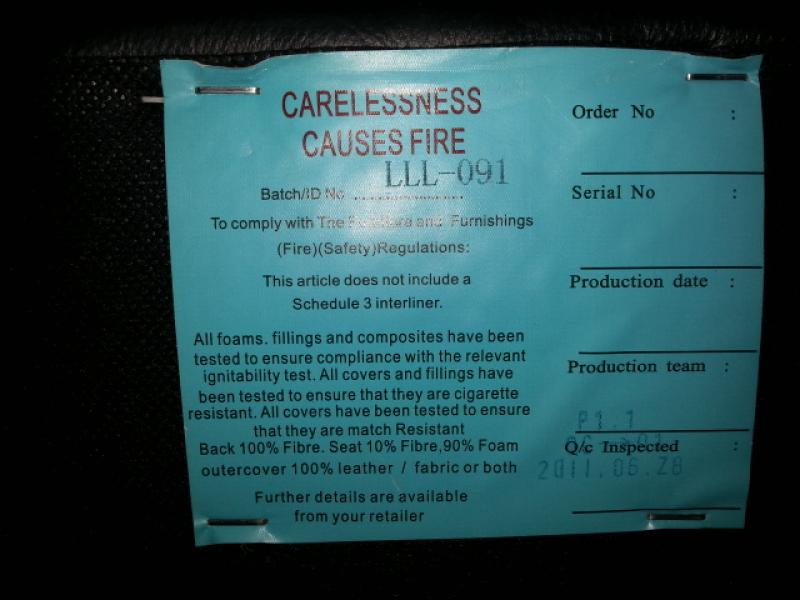 CARELESSNESS
CAUSES FIRE
LLL-091
Batch/ID No ....................
To comply with The Furniture and Furnishings
(Fire)(Safety)Regulations:
This article does not include a
Schedule 3 interliner.
All foams. fillings and composites have been
tested to ensure compliance with the relevant
ignitability test. All covers and fillings have
been tested to ensure that they are cigarette
resistant. All covers have been tested to ensure
that they are match Resistant
Back 100% Fibre. Seat 10% Fibre,90% Foam
outercover 100% leather / fabric or both
Further details are available
from your retailer
Order No :
Serial No :
Production date :
Production team :
P1.1
Q/c Inspected :
2011.06.28